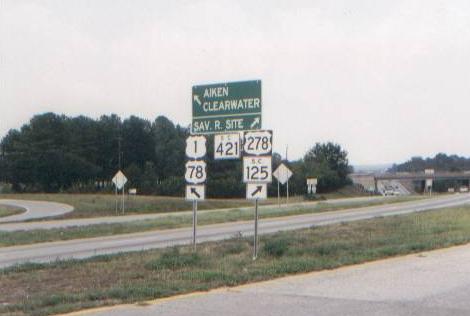 AIKEN
CLEARWATER
SAV. R. SITE
1
S.C.
421
278
78
S.C.
125